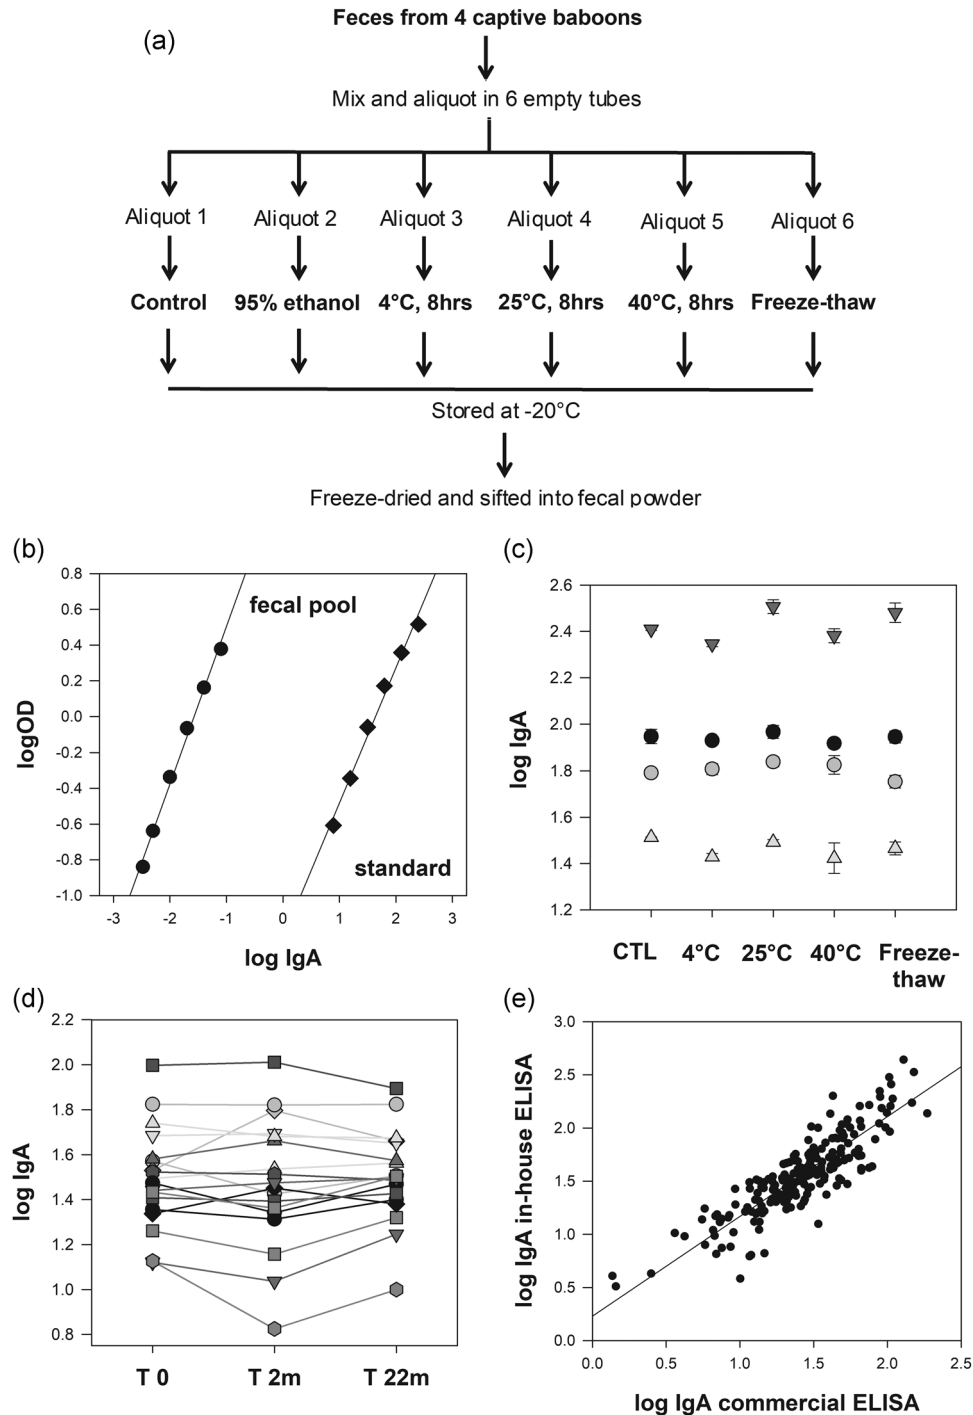 Feces from 4 captive baboons
(a)
Mix and aliquot in 6 empty tubes
Aliquot 1 Aliquot 2 Aliquot 3 Aliquot 4 Aliquot 5 Aliquot 6
Control 95% ethanol 4°C, 8hrs 25°C, 8hrs 40°C, 8hrs Freeze-thaw
Stored at -20°C
Freeze-dried and sifted into fecal powder
(b)
0.8
0.6
0.4
0.2
0.0
-0.2
-0.4
-0.6
-0.8
-1.0
logOD
fecal pool
standard
-3 -2 -1 0 1 2 3
log IgA
(c)
2.6
2.4
2.2
2.0
1.8
1.6
1.4
1.2
log IgA
CTL 4°C 25°C 40°C Freeze-
thaw
(d)
2.2
2.0
1.8
1.6
1.4
1.2
1.0
0.8
log IgA
T 0 T 2m T 22m
(e)
3.0
2.5
2.0
1.5
1.0
0.5
0.0
log IgA in-house ELISA
0.0 0.5 1.0 1.5 2.0 2.5
log IgA commercial ELISA